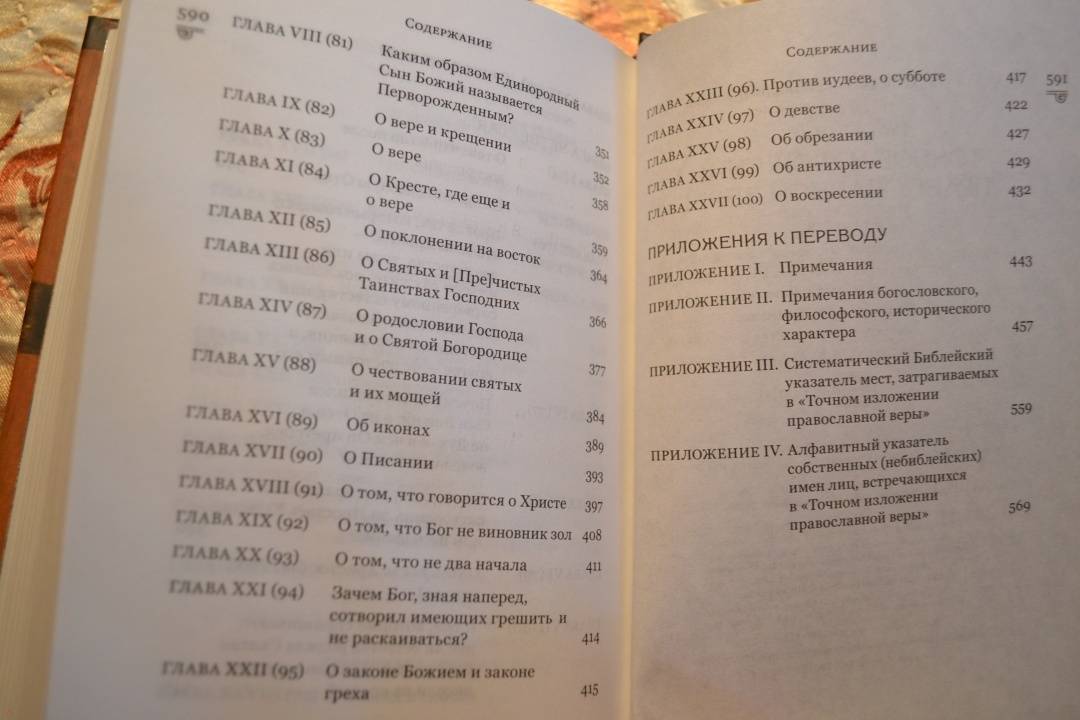 590
Содержание
ГЛАВА VIII (81) Каким образом Единородный
Сын Божий называется
Перворожденным? 351
ГЛАВА IX (82) О вере и крещении 352
ГЛАВА X (83) О вере 358
ГЛАВА XI (84) О Кресте, где еще и
о вере 359
ГЛАВА XII (85) О поклонении на восток 364
ГЛАВА XIII (86) О Святых и [Пре]чистых
Таинствах Господних 366
ГЛАВА XIV (87) О родословии Господа
и о Святой Богородице 377
ГЛАВА XV (88) О чествовании святых
и их мощей 384
ГЛАВА XVI (89) Об иконах 389
ГЛАВА XVII (90) О Писании 393
ГЛАВА XVIII (91) О том, что говорится о Христе 397
ГЛАВА XIX (92) О том, что Бог не виновник зол 408
ГЛАВА XX (93) О том, что не два начала 411
ГЛАВА XXI (94) Зачем Бог, зная наперед,
сотворил имеющих грешить и
не раскаиваться? 414
ГЛАВА XXII (95) О законе Божием и законе
греха 415
Содержание
591
ГЛАВА XXIII (96). Против иудеев, о субботе 417
ГЛАВА XXIV (97) О девстве 422
ГЛАВА XXV (98) Об обрезании 427
ГЛАВА XXVI (99) Об антихристе 429
ГЛАВА XXVII (100) О воскресении 432
ПРИЛОЖЕНИЯ К ПЕРЕВОДУ
ПРИЛОЖЕНИЕ I. Примечания 443
ПРИЛОЖЕНИЕ II. Примечания богословского,
философского, исторического
характера 457
ПРИЛОЖЕНИЕ III. Систематический Библейский
указатель мест, затрагиваемых
в «Точном изложении
православной веры» 559
ПРИЛОЖЕНИЕ IV. Алфавитный указатель
собственных (небиблейских)
имен лиц, встречающихся
в «Точном изложении
православной веры» 569